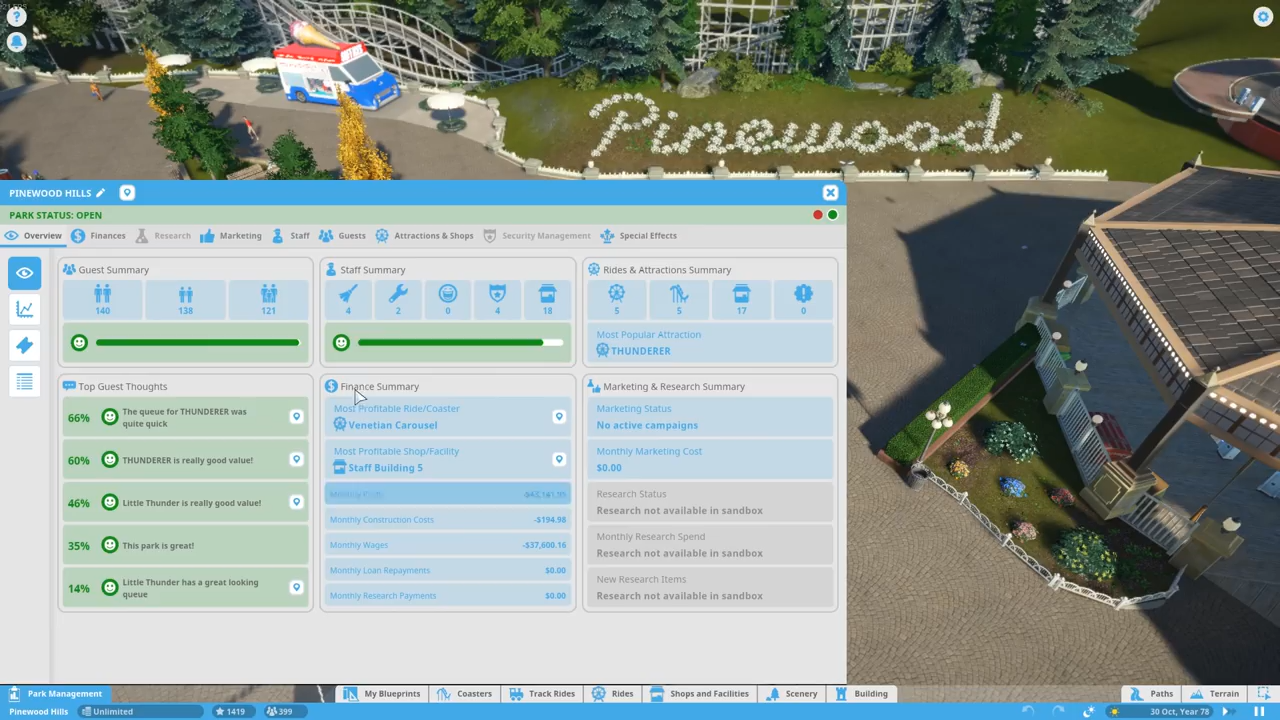 Pinewood
PINEWOOD HILLS
PARK STATUS: OPEN
Overview
Finances
Research
Marketing
Staff
Guests
Attractions & Shops
Security Management
Special Effects
Guest Summary
140
138
121
Staff Summary
4
2
0
4
18
Rides & Attractions Summary
5
5
17
0
Most Popular Attraction
THUNDERER
Top Guest Thoughts
66%
The queue for THUNDERER was
quite quick
60%
THUNDERER is really good value!
46%
Little Thunder is really good value!
35%
This park is great!
14%
Little Thunder has a great looking
queue
Finance Summary
Most Profitable Ride/Coaster
Venetian Carousel
Most Profitable Shop/Facility
Staff Building 5
Monthly
Monthly Construction Costs
-$194.98
Monthly Wages
-$37,600.16
Monthly Loan Repayments
$0.00
Monthly Research Payments
$0.00
Marketing & Research Summary
Marketing Status
No active campaigns
Monthly Marketing Cost
$0.00
Research Status
Research not available in sandbox
Monthly Research Spend
Research not available in sandbox
New Research Items
Research not available in sandbox
Park Management
My Blueprints
Coasters
Track Rides
Rides
Shops and Facilities
Scenery
Building
Paths
Terrain
Pinewood Hills
Unlimited
1419
399
30 Oct, Year 78